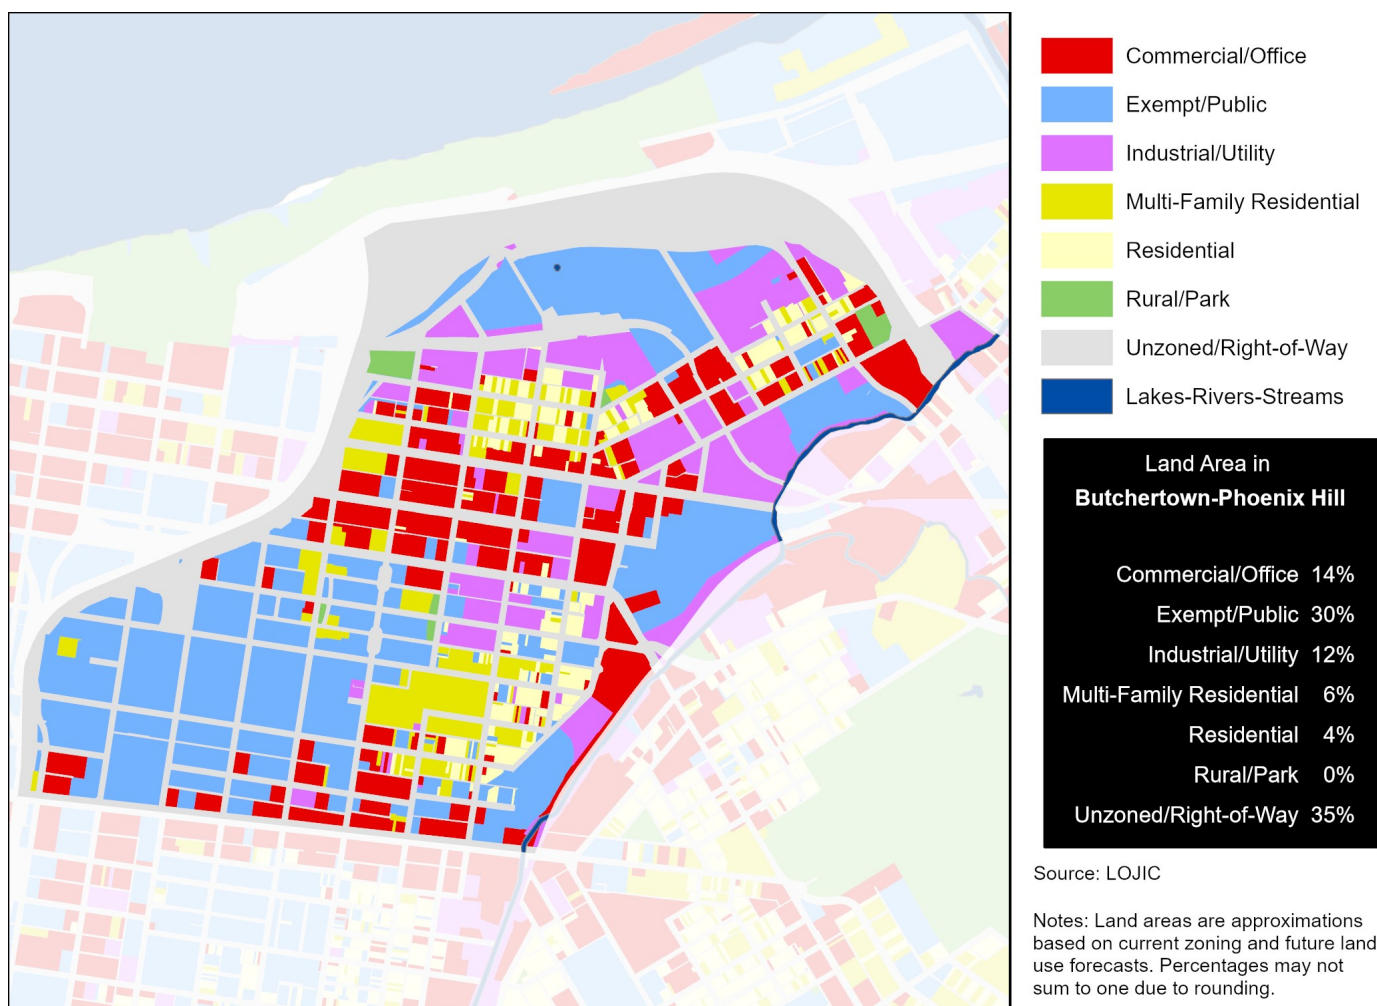 Commercial/Office
Exempt/Public
Industrial/Utility
Multi-Family Residential
Residential
Rural/Park
Unzoned/Right-of-Way
Lakes-Rivers-Streams
Land Area in
Butchertown-Phoenix Hill
Commercial/Office 14%
Exempt/Public 30%
Industrial/Utility 12%
Multi-Family Residential 6%
Residential 4%
Rural/Park 0%
Unzoned/Right-of-Way 35%
Source: LOJIC
Notes: Land areas are approximations
based on current zoning and future land
use forecasts. Percentages may not
sum to one due to rounding.